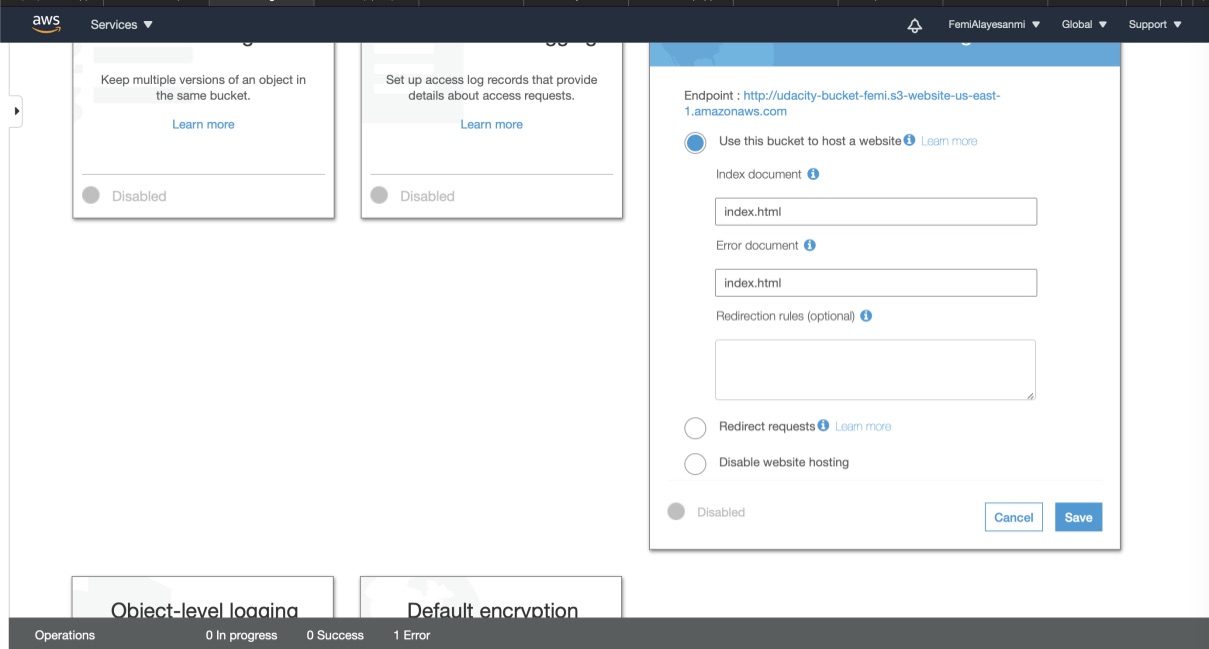 aws
Services
FemiAlayesanmi
Global
Support
Keep multiple versions of an object in
the same bucket.
Learn more
Disabled
Set up access log records that provide
details about access requests.
Learn more
Disabled
Endpoint : http://udacity-bucket-femi.s3-website-us-east-
1.amazonaws.com
Use this bucket to host a website Learn more
Index document
index.html
Error document
index.html
Redirection rules (optional)
Redirect requests Learn more
Disable website hosting
Disabled
Cancel
Save
Object-level logging
Default encryption
Operations
0 In progress
0 Success
1 Error